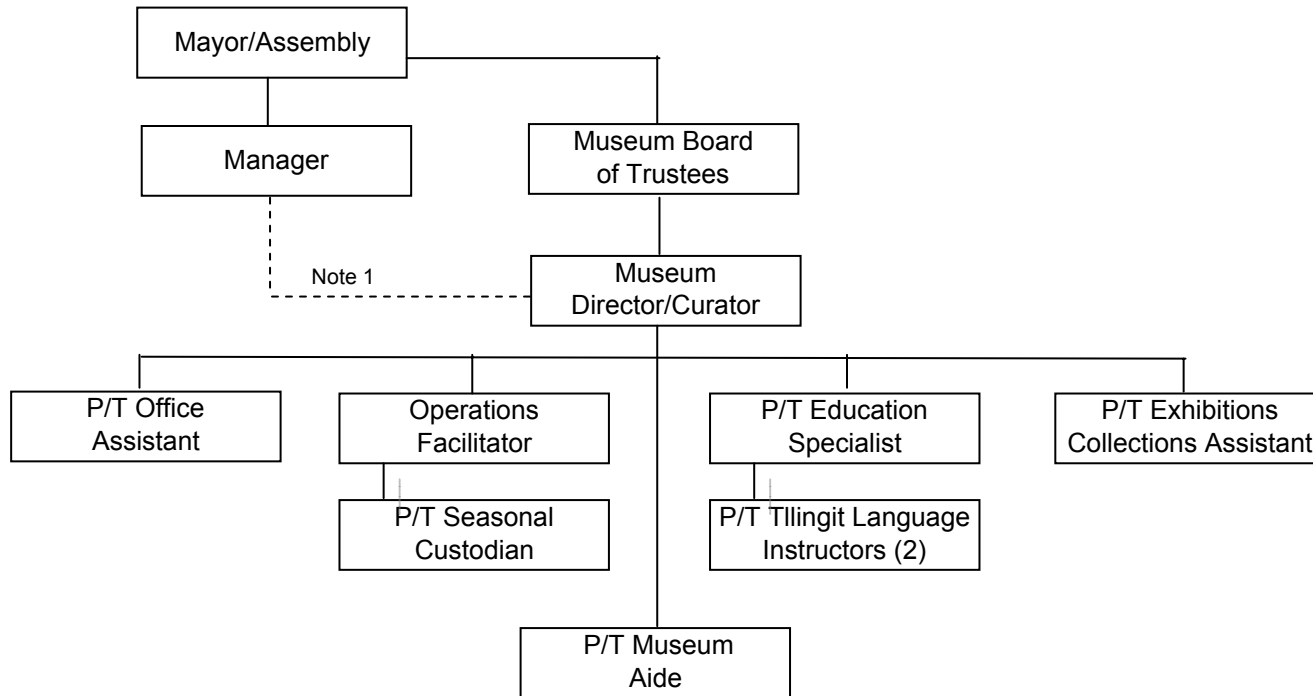 Mayor/Assembly
Manager
Museum Board
of Trustees
Note 1
Museum
Director/Curator
P/T Office
Assistant
Operations
Facilitator
P/T Education
Specialist
P/T Exhibitions
Collections Assistant
P/T Seasonal
Custodian
P/T Tllingit Language
Instructors (2)
P/T Museum
Aide